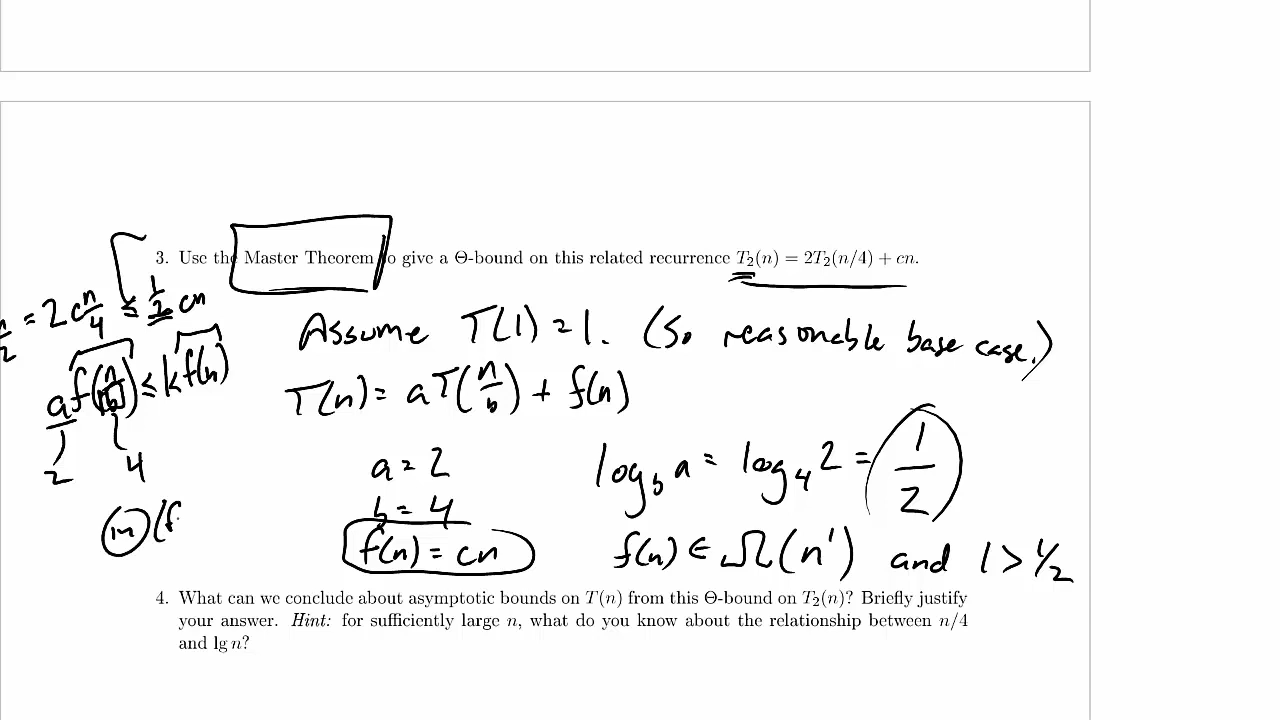 3. Use the Master Theorem to give a Θ-bound on this related recurrence T₂(n) = 2T₂(n/4) + cn.
= 2c n/4 ≤ 1/2 cn
a f(n/b) ≤ k f(n)
2 4
Assume T(1) = 1. (So reasonable base case.)
T(n) = aT(n/b) + f(n)
a = 2
b = 4
f(n) = cn
log_b a = log_4 2 = 1/2
f(n) ∈ Ω(n¹) and 1 > 1/2
Θ(f
4. What can we conclude about asymptotic bounds on T(n) from this Θ-bound on T₂(n)? Briefly justify
your answer. Hint: for sufficiently large n, what do you know about the relationship between n/4
and lg n?